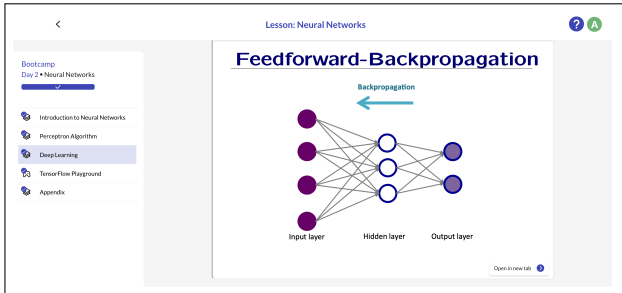 Lesson: Neural Networks
?
A
Bootcamp
Day 2 • Neural Networks
Introduction to Neural Networks
Perceptron Algorithm
Deep Learning
TensorFlow Playground
Appendix
Feedforward-Backpropagation
Backpropagation
Input layer
Hidden layer
Output layer
Open in new tab